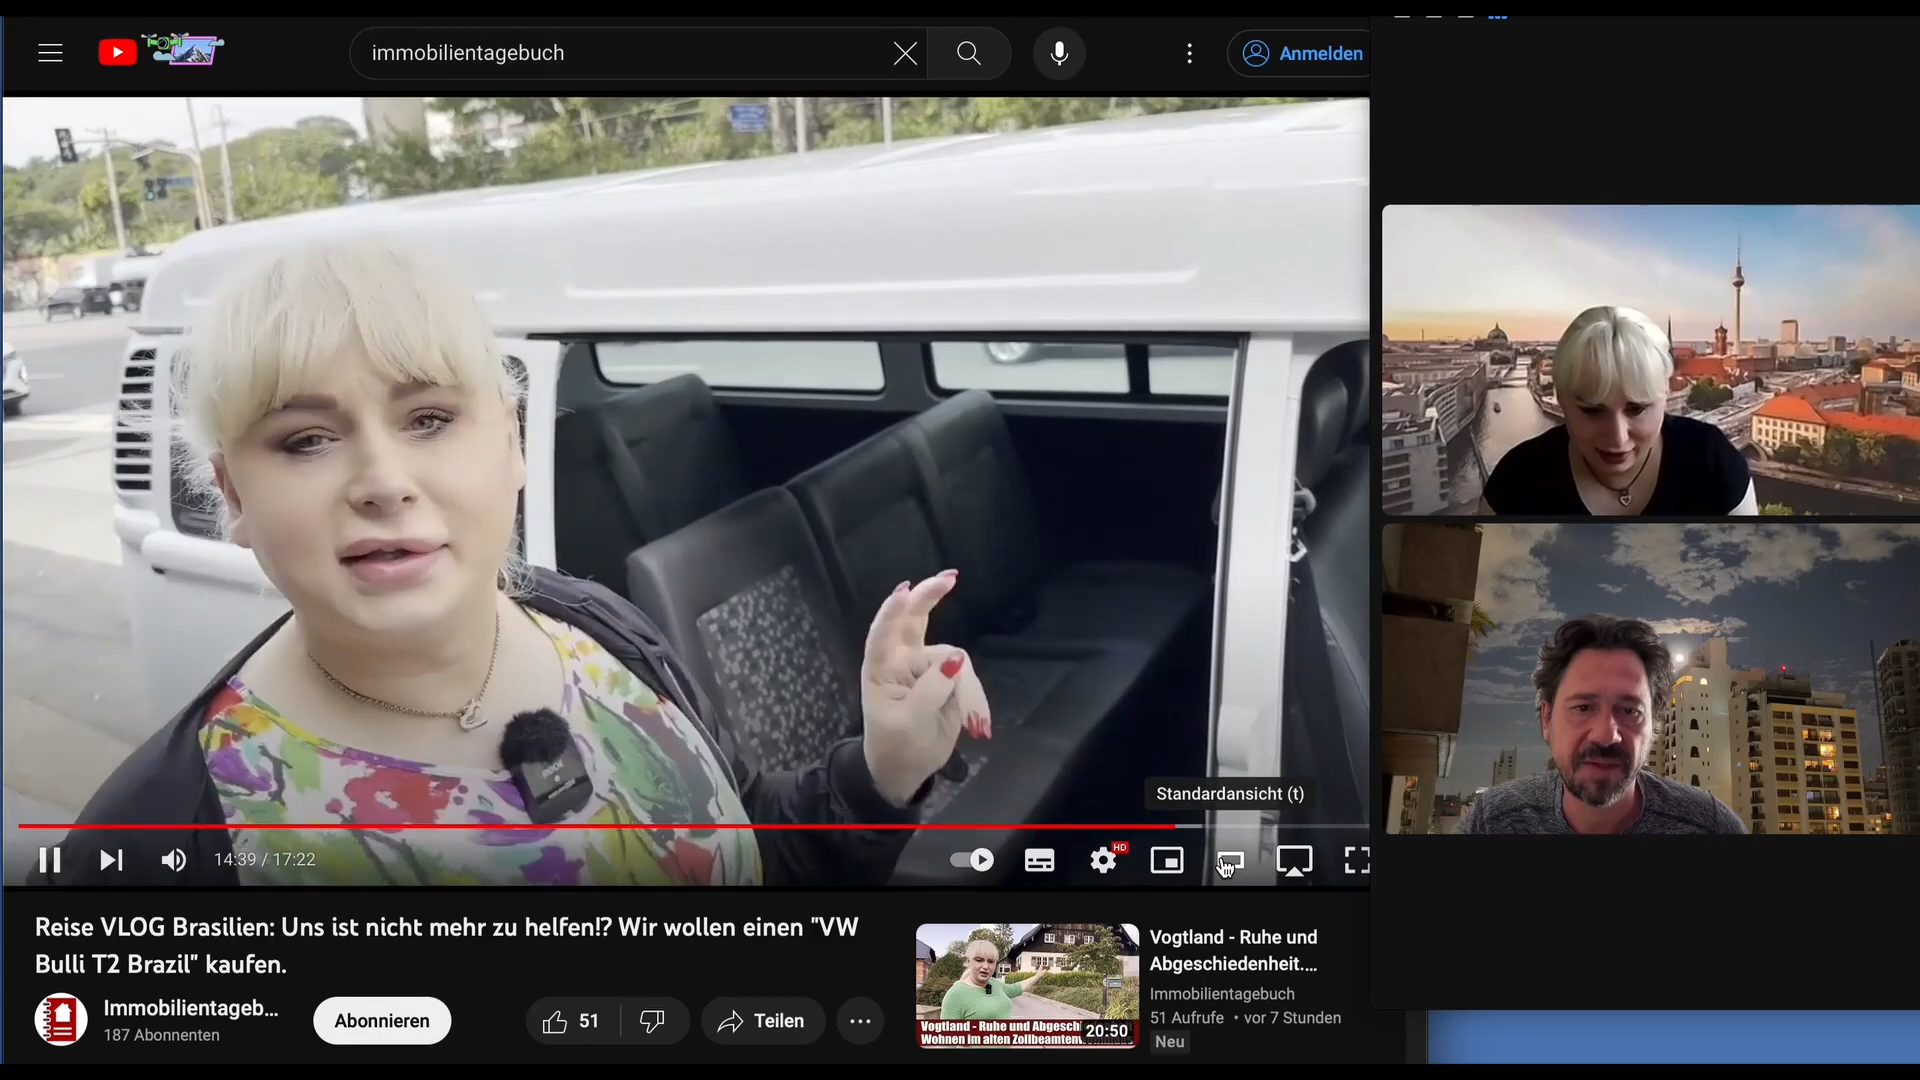 immobilientagebuch
Anmelden
Standardansicht (t)
14:39 / 17:22
HD
Reise VLOG Brasilien: Uns ist nicht mehr zu helfen!? Wir wollen einen "VW
Bulli T2 Brazil" kaufen.
Immobilientageb...
187 Abonnenten
Abonnieren
51
Teilen
Vogtland - Ruhe und Abgesch
Wohnen im alten Zollbeamten
20:50
Vogtland - Ruhe und
Abgeschiedenheit....
Immobilientagebuch
51 Aufrufe • vor 7 Stunden
Neu